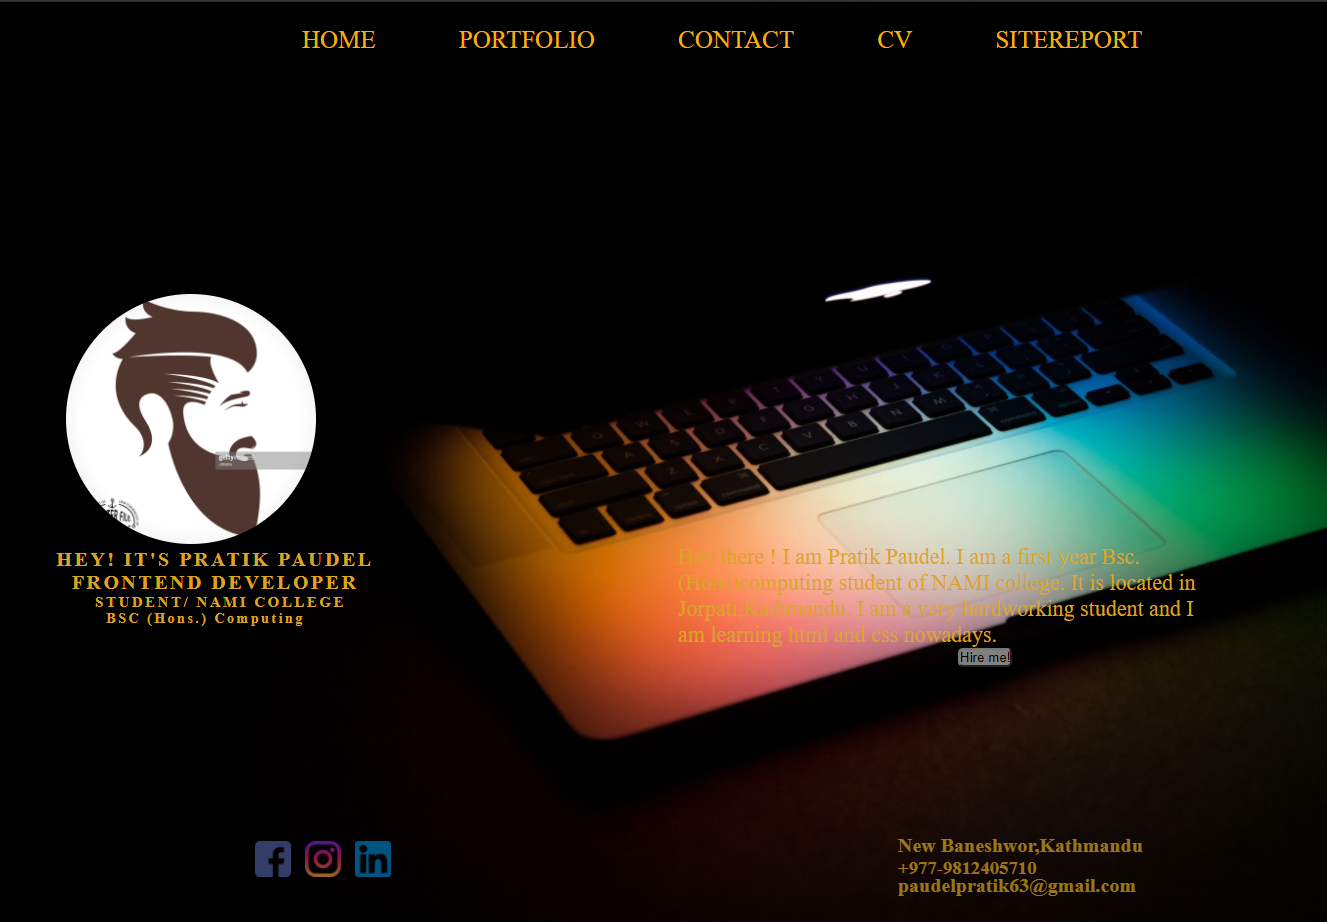 HOME PORTFOLIO CONTACT CV SITEREPORT
HEY! IT'S PRATIK PAUDEL
FRONTEND DEVELOPER
STUDENT/ NAMI COLLEGE
BSC (Hons.) Computing
Hey there ! I am Pratik Paudel. I am a first year Bsc.
(Hons)computing student of NAMI college. It is located in
Jorpati,Kathmandu. I am a very hardworking student and I
am learning html and css nowadays.
Hire me!
New Baneshwor,Kathmandu
+977-9812405710
paudelpratik63@gmail.com